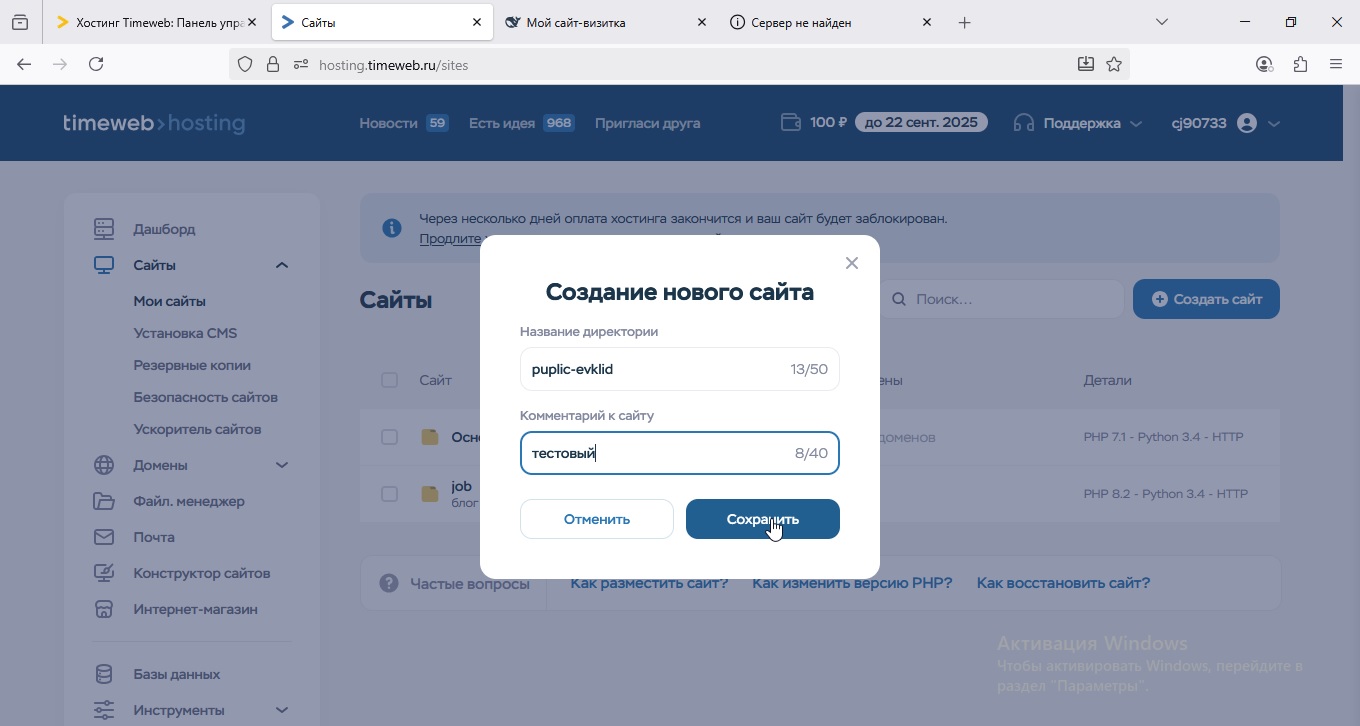 Хостинг Timeweb: Панель упра
Сайты
Мой сайт-визитка
Сервер не найден
hosting.timeweb.ru/sites
timeweb>hosting
Новости 59
Есть идея 968
Пригласи друга
100 ₽ до 22 сент. 2025
Поддержка
cj90733
Дашборд
Сайты
Мои сайты
Установка CMS
Резервные копии
Безопасность сайтов
Ускоритель сайтов
Домены
Файл. менеджер
Почта
Конструктор сайтов
Интернет-магазин
Базы данных
Инструменты
Через несколько дней оплата хостинга закончится и ваш сайт будет заблокирован.
Продлите
Сайты
Поиск...
Создать сайт
Сайт
ены
Детали
Осн
доменов
PHP 7.1 - Python 3.4 - HTTP
job
блог
PHP 8.2 - Python 3.4 - HTTP
Создание нового сайта
Название директории
puplic-evklid 13/50
Комментарий к сайту
тестовый 8/40
Отменить
Сохранить
Частые вопросы
Как разместить сайт?
Как изменить версию PHP?
Как восстановить сайт?
Активация Windows
Чтобы активировать Windows, перейдите в
раздел "Параметры".